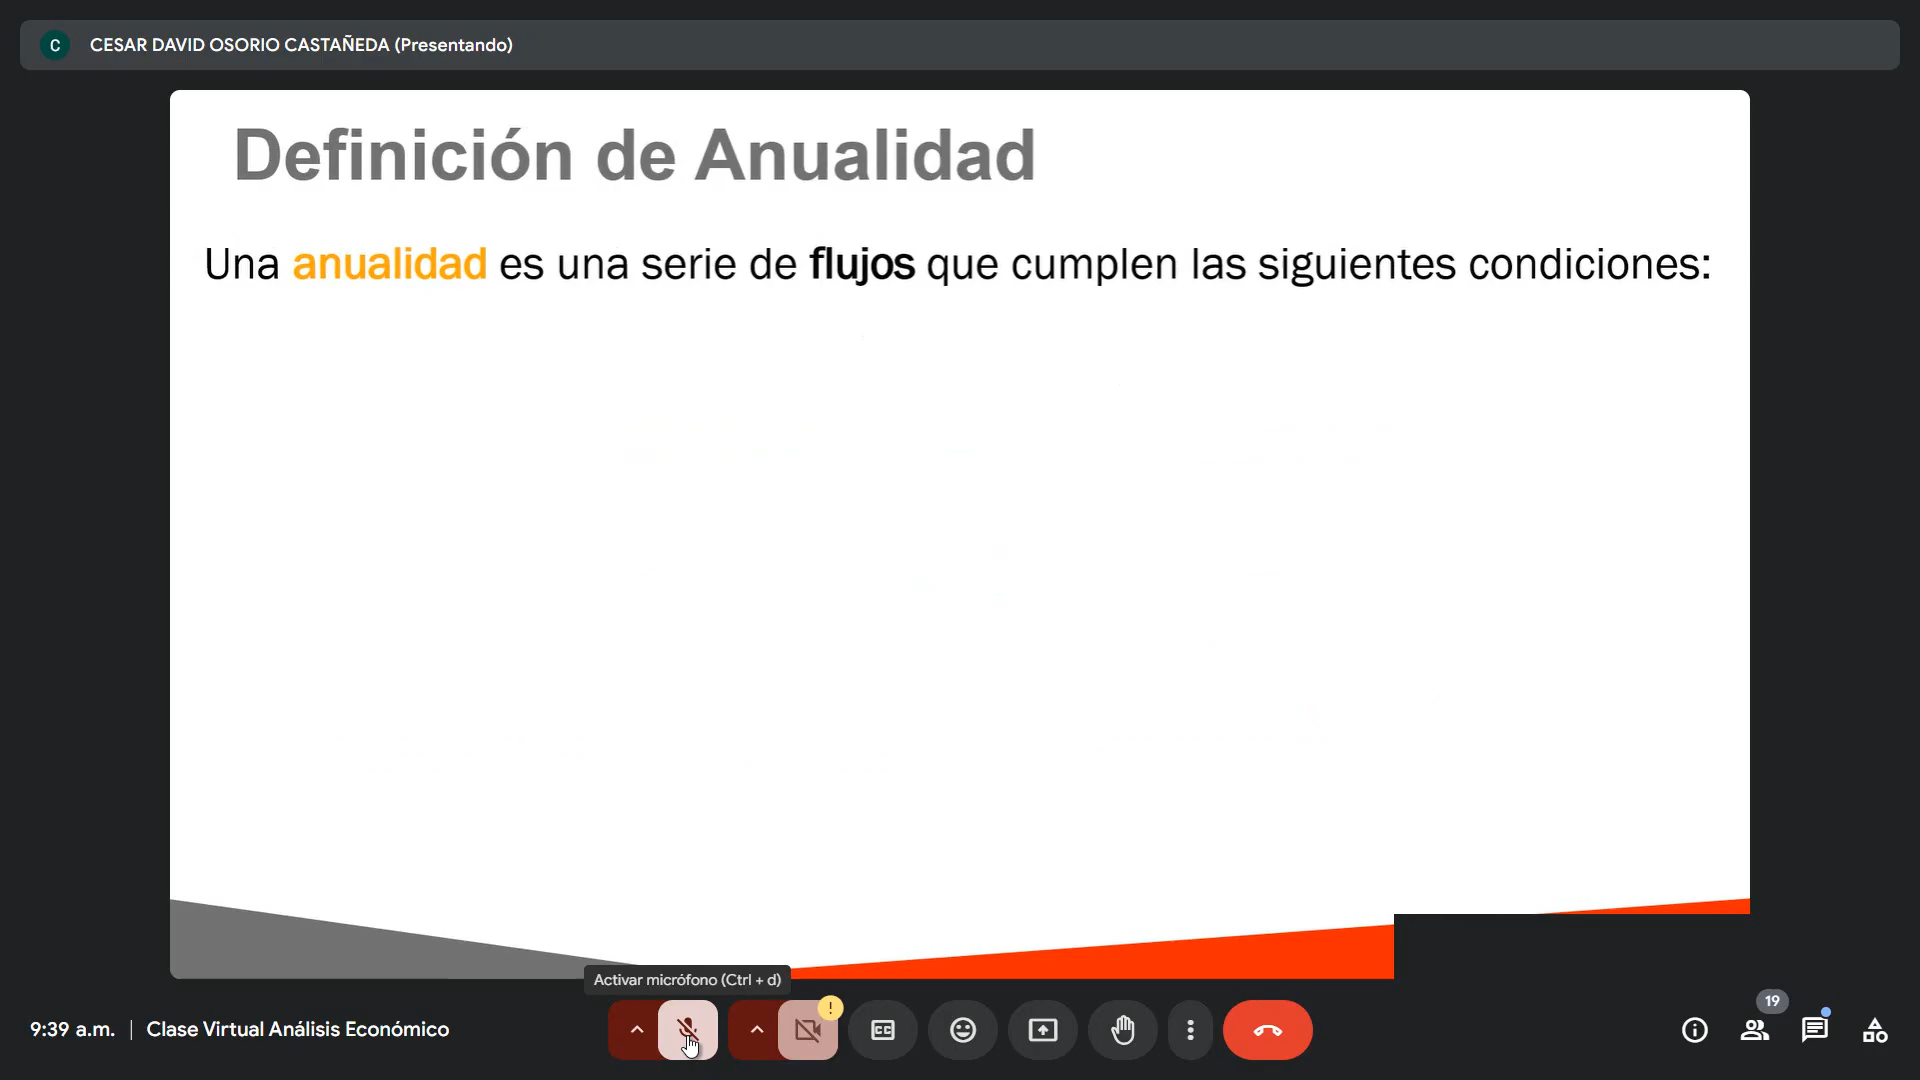 C CESAR DAVID OSORIO CASTAÑEDA (Presentando)
Definición de Anualidad
Una anualidad es una serie de flujos que cumplen las siguientes condiciones:
Activar micrófono (Ctrl + d)
!
19
9:39 a.m. | Clase Virtual Análisis Económico
CC